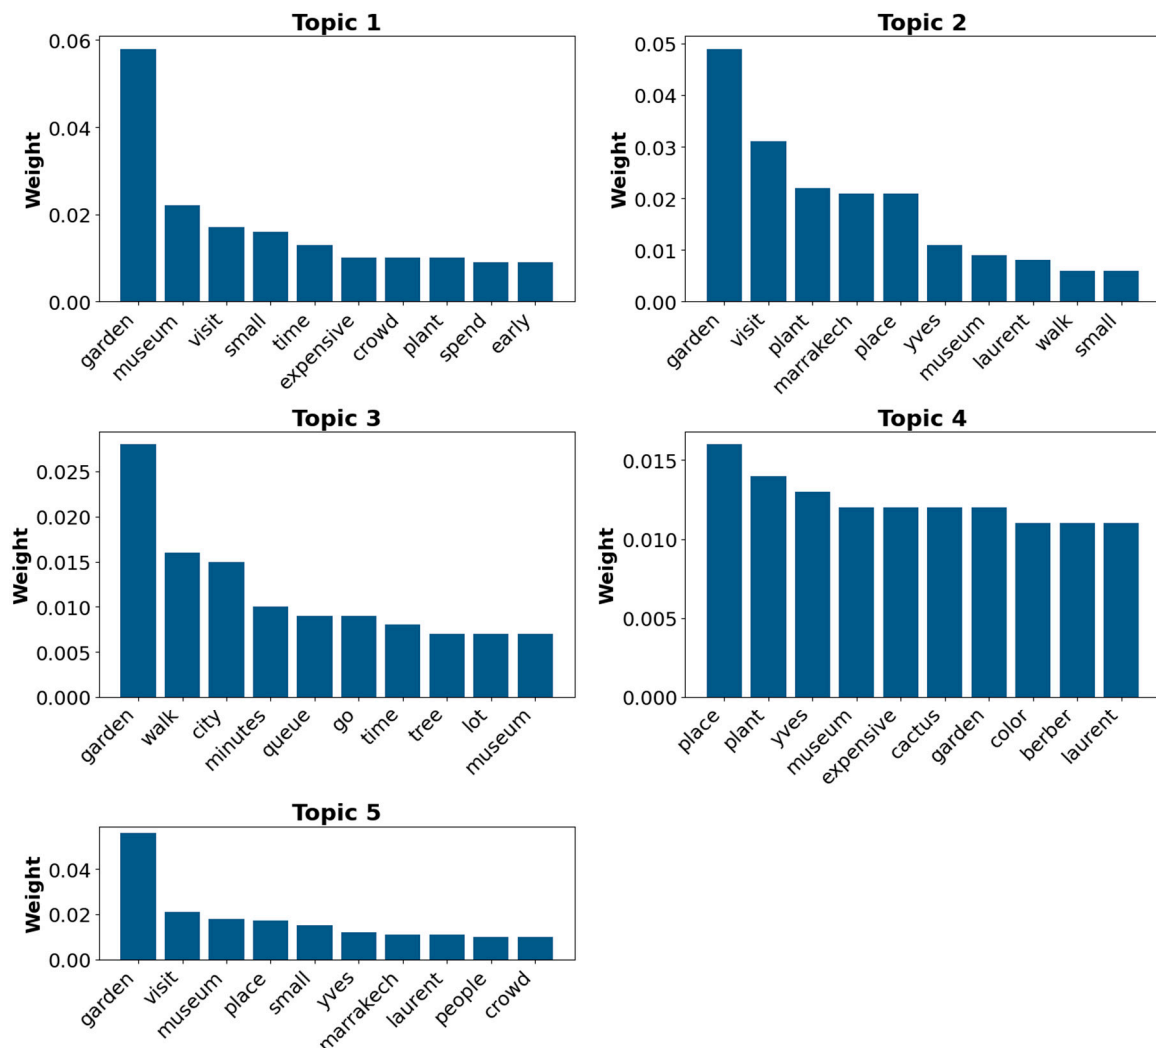 Topic 1
Weight
0.06
0.04
0.02
0.00
garden museum visit small time expensive crowd plant spend early
Topic 2
Weight
0.05
0.04
0.03
0.02
0.01
0.00
garden visit plant marrakech place yves museum laurent walk small
Topic 3
Weight
0.025
0.020
0.015
0.010
0.005
0.000
garden walk city minutes queue go time tree lot museum
Topic 4
Weight
0.015
0.010
0.005
0.000
place plant yves museum expensive cactus garden color berber laurent
Topic 5
Weight
0.04
0.02
0.00
garden visit museum place small yves marrakech laurent people crowd